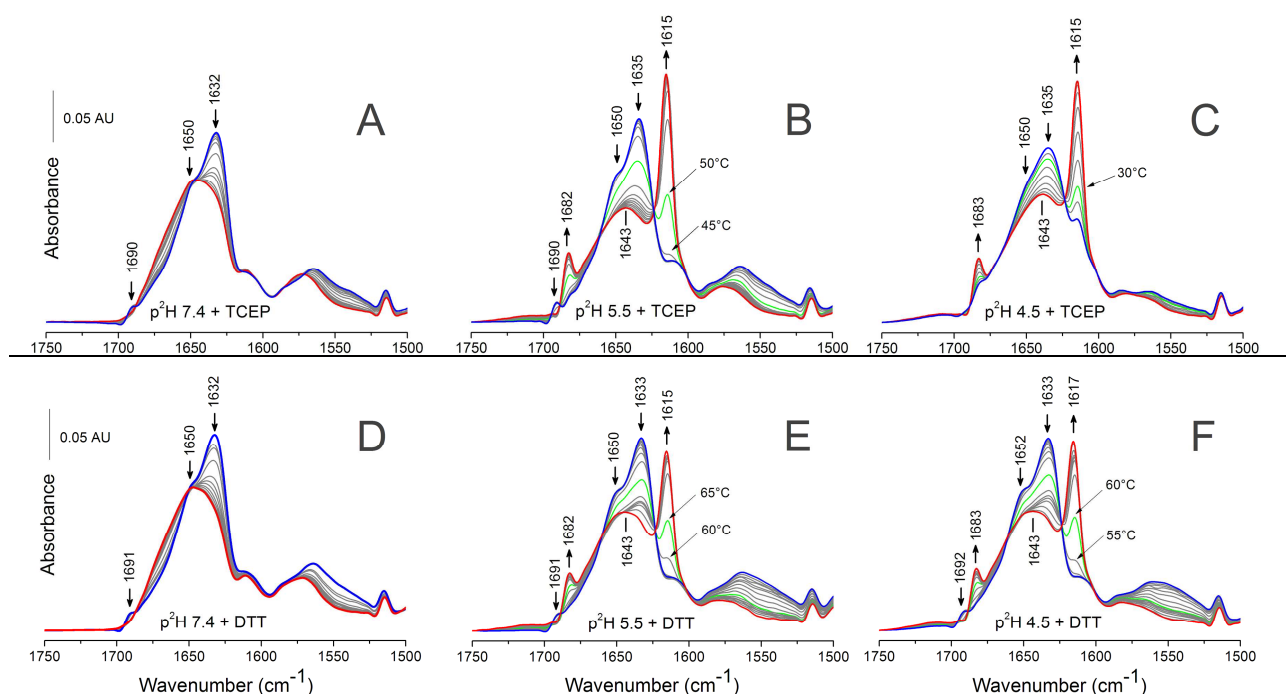 A
0.05 AU
Absorbance
1690
1650
1632
p²H 7.4 + TCEP
1750 1700 1650 1600 1550 1500
B
1690
1682
1650
1635
1615
1643
50°C
45°C
p²H 5.5 + TCEP
1750 1700 1650 1600 1550 1500
C
1683
1650
1635
1615
1643
30°C
p²H 4.5 + TCEP
1750 1700 1650 1600 1550 1500
D
0.05 AU
Absorbance
1691
1650
1632
p²H 7.4 + DTT
1750 1700 1650 1600 1550 1500
Wavenumber (cm⁻¹)
E
1691
1682
1650
1633
1615
1643
65°C
60°C
p²H 5.5 + DTT
1750 1700 1650 1600 1550 1500
Wavenumber (cm⁻¹)
F
1692
1683
1652
1633
1617
1643
60°C
55°C
p²H 4.5 + DTT
1750 1700 1650 1600 1550 1500
Wavenumber (cm⁻¹)